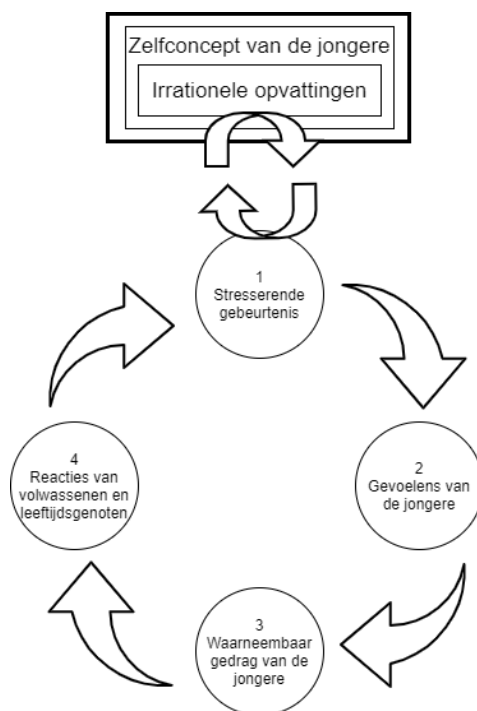 Zelfconcept van de jongere
Irrationele opvattingen
1
Stresserende
gebeurtenis
2
Gevoelens van
de jongere
3
Waarneembaar
gedrag van de
jongere
4
Reacties van
volwassenen en
leeftijdsgenoten